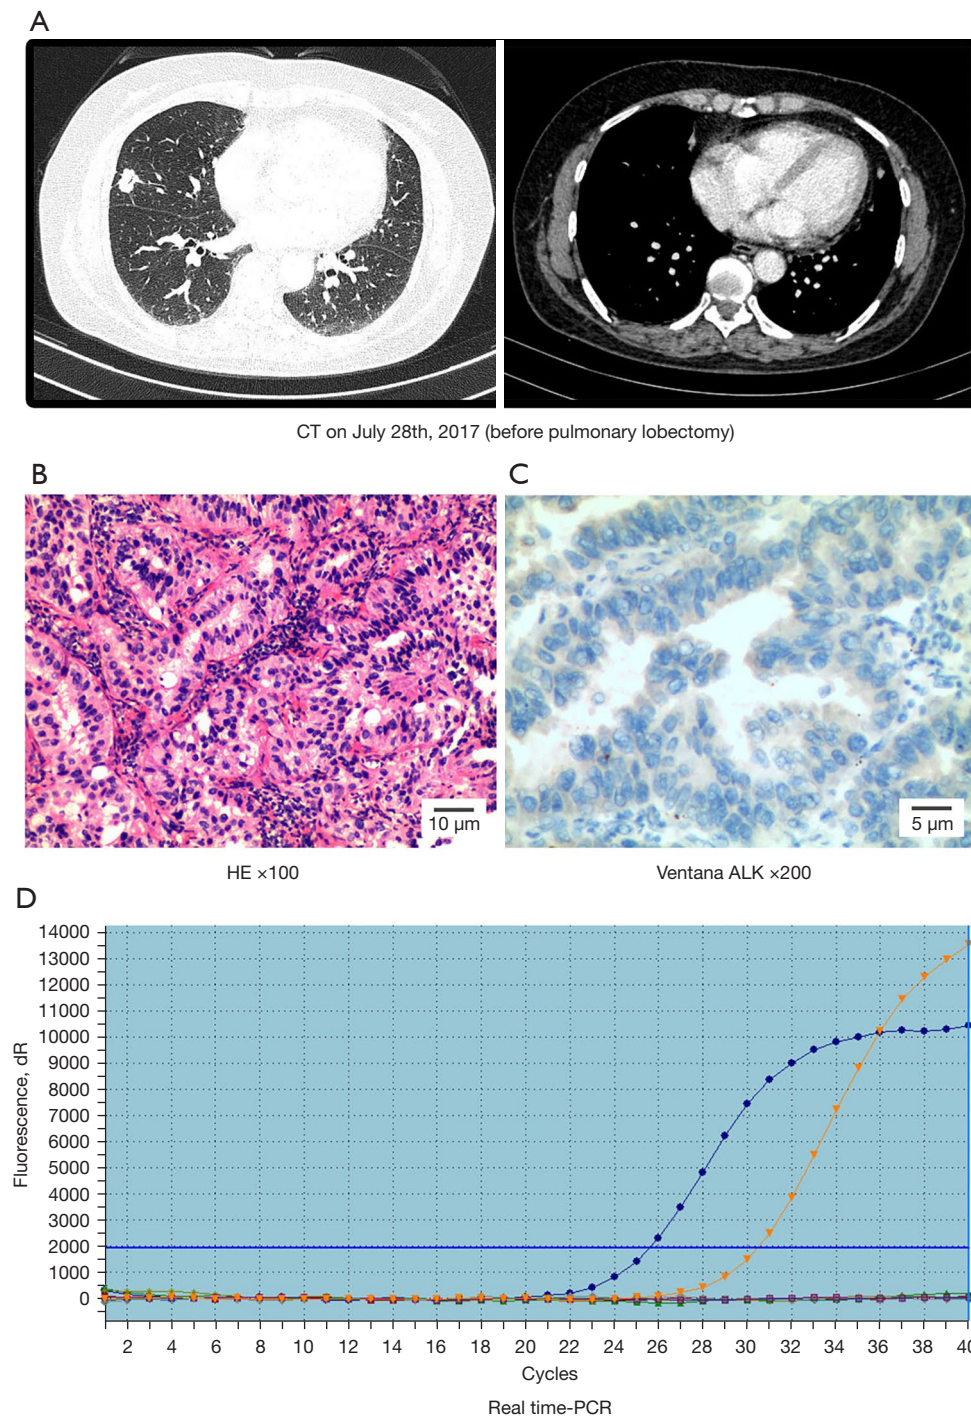 A
CT on July 28th, 2017 (before pulmonary lobectomy)
B
C
10 µm
5 µm
HE ×100
Ventana ALK ×200
D
14000
13000
12000
11000
10000
9000
8000
7000
6000
5000
4000
3000
2000
1000
0
Fluorescence, dR
2 4 6 8 10 12 14 16 18 20 22 24 26 28 30 32 34 36 38 40
Cycles
Real time-PCR